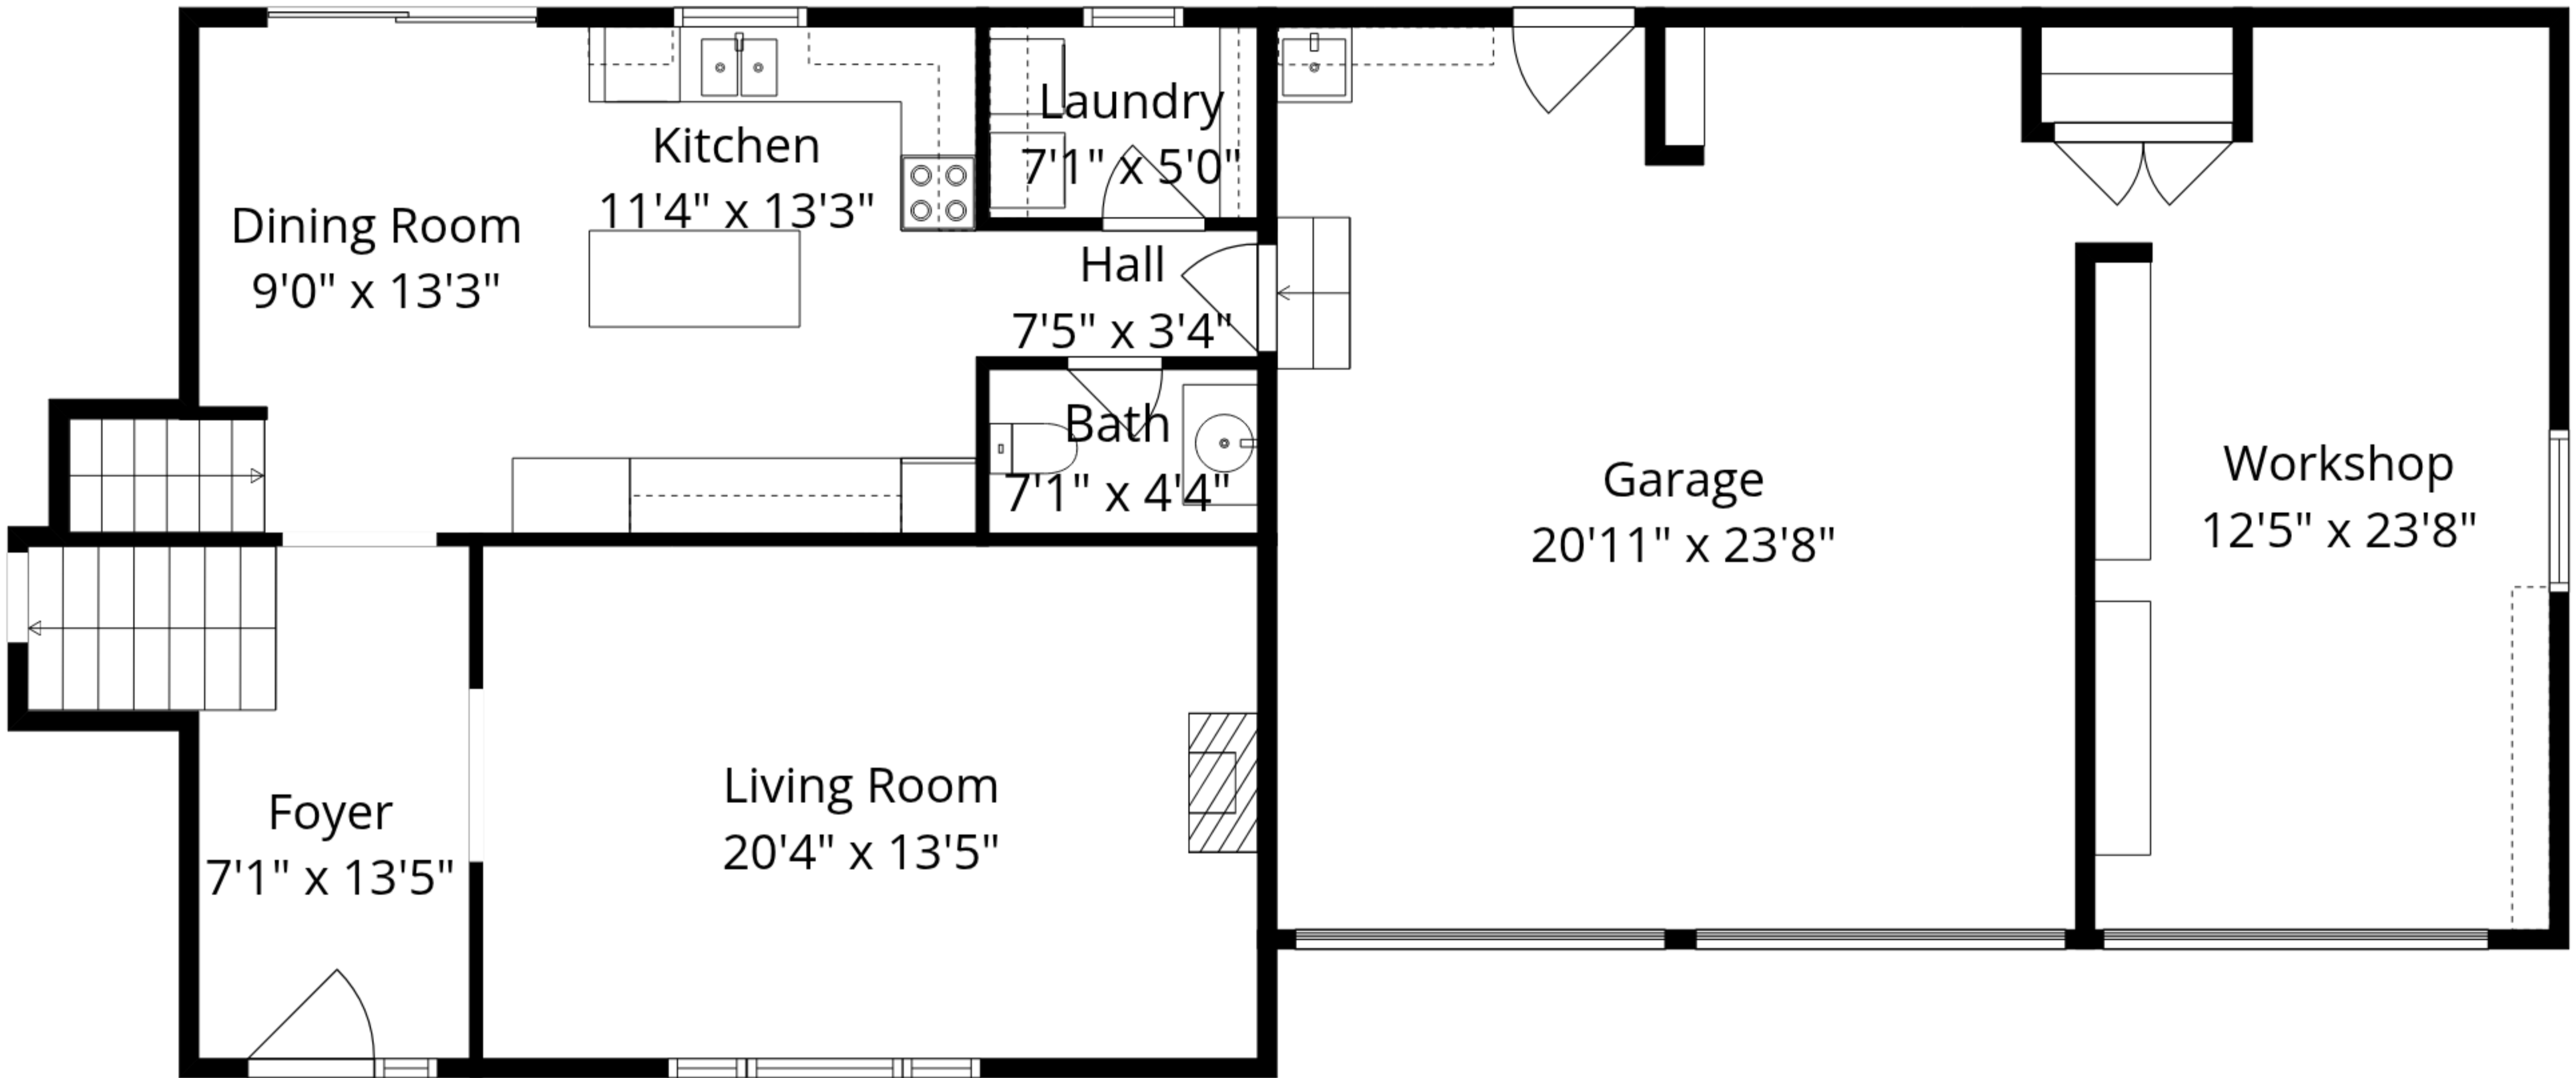 Laundry
7'1" x 5'0"
Kitchen
11'4" x 13'3"
Dining Room
9'0" x 13'3"
Hall
7'5" x 3'4"
Bath
7'1" x 4'4"
Garage
20'11" x 23'8"
Workshop
12'5" x 23'8"
Living Room
20'4" x 13'5"
Foyer
7'1" x 13'5"